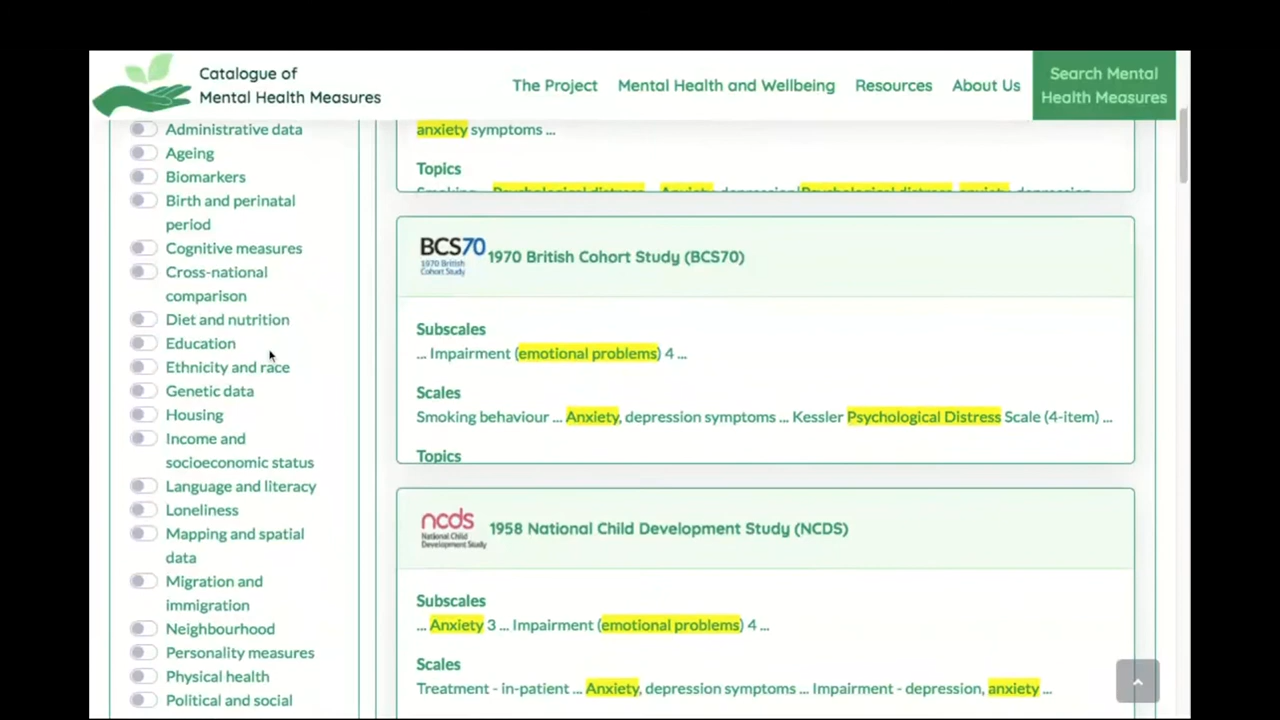 Catalogue of
Mental Health Measures
The Project
Mental Health and Wellbeing
Resources
About Us
Search Mental
Health Measures
Administrative data
Ageing
Biomarkers
Birth and perinatal
period
Cognitive measures
Cross-national
comparison
Diet and nutrition
Education
Ethnicity and race
Genetic data
Housing
Income and
socioeconomic status
Language and literacy
Loneliness
Mapping and spatial
data
Migration and
immigration
Neighbourhood
Personality measures
Physical health
Political and social
anxiety symptoms ...
Topics
BCS70
1970 British
Cohort Study
1970 British Cohort Study (BCS70)
Subscales
... Impairment (emotional problems) 4 ...
Scales
Smoking behaviour ... Anxiety, depression symptoms ... Kessler Psychological Distress Scale (4-item) ...
Topics
ncds
National Child
Development Study
1958 National Child Development Study (NCDS)
Subscales
... Anxiety 3 ... Impairment (emotional problems) 4 ...
Scales
Treatment - in-patient ... Anxiety, depression symptoms ... Impairment - depression, anxiety ...